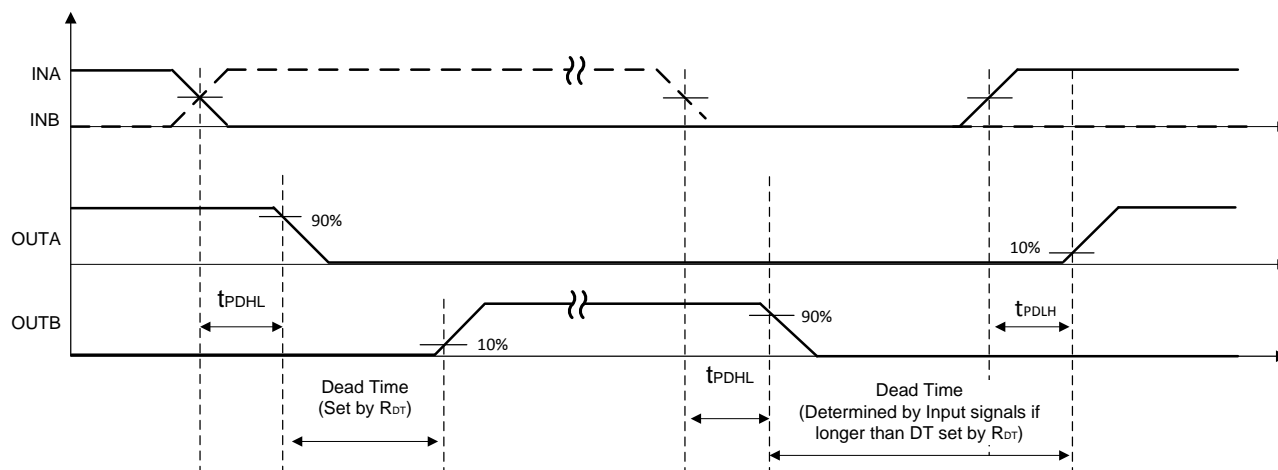 INA
INB
OUTA
90%
10%
OUTB
tPDHL
10%
90%
tPDLH
Dead Time
(Set by RDT)
tPDHL
Dead Time
(Determined by Input signals if
longer than DT set by RDT)